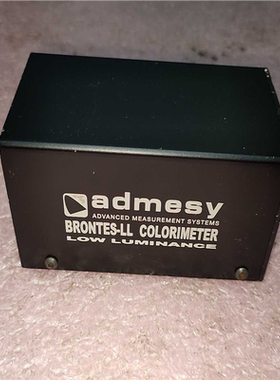 admesy
ADVANCED MEASUREMENT SYSTEMS
BRONTES-LL COLORIMETER
LOW LUMINANCE